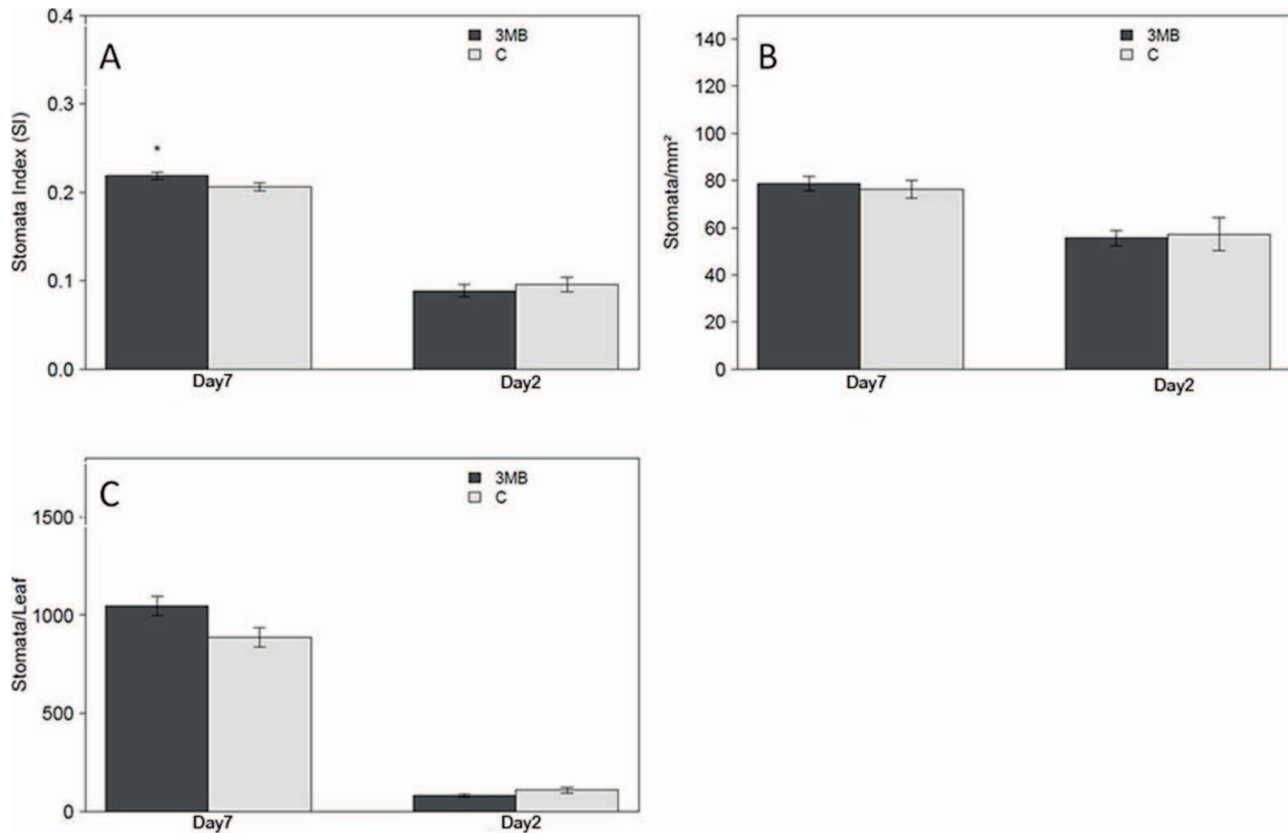 A
3MB
C
Stomata Index (SI)
0.4
0.3
0.2
0.1
0.0
*
Day7
Day2
B
3MB
C
Stomata/mm²
140
120
100
80
60
40
20
0
Day7
Day2
C
3MB
C
Stomata/Leaf
1500
1000
500
0
Day7
Day2